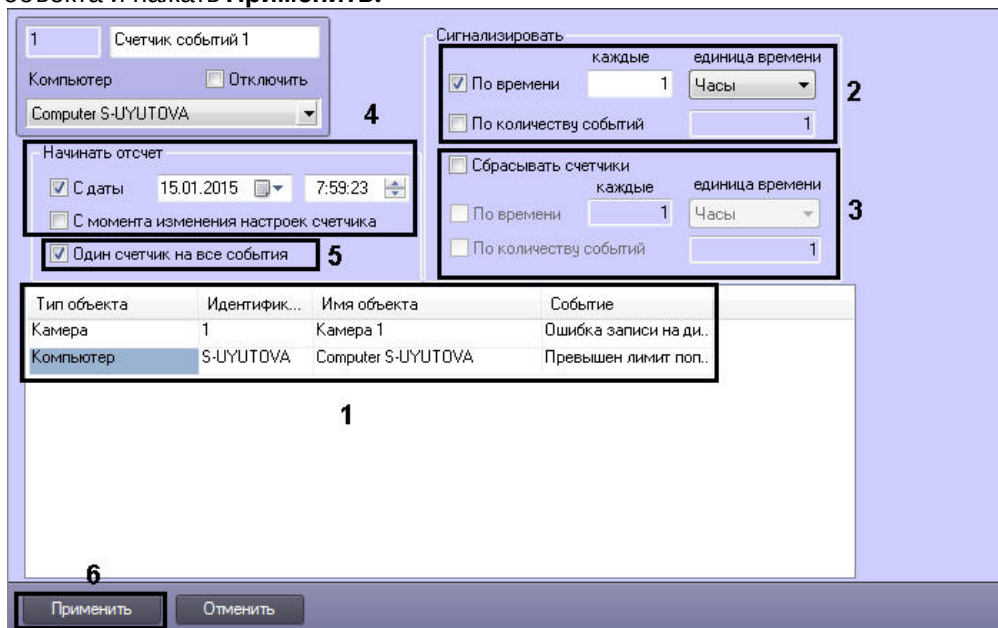 объекта и нажать Применить.
1 Счетчик событий 1
Компьютер Отключить
Computer S-UYUTOVA
4
Начинать отсчет
С даты 15.01.2015 7:59:23
С момента изменения настроек счетчика
Один счетчик на все события 5
Сигнализировать
каждые единица времени
По времени 1 Часы
2
По количеству событий 1
Сбрасывать счетчики
каждые единица времени
По времени 1 Часы
3
По количеству событий 1
Тип объекта Идентифик... Имя объекта Событие
Камера 1 Камера 1 Ошибка записи на ди..
Компьютер S-UYUTOVA Computer S-UYUTOVA Превышен лимит поп..
1
6
Применить Отменить